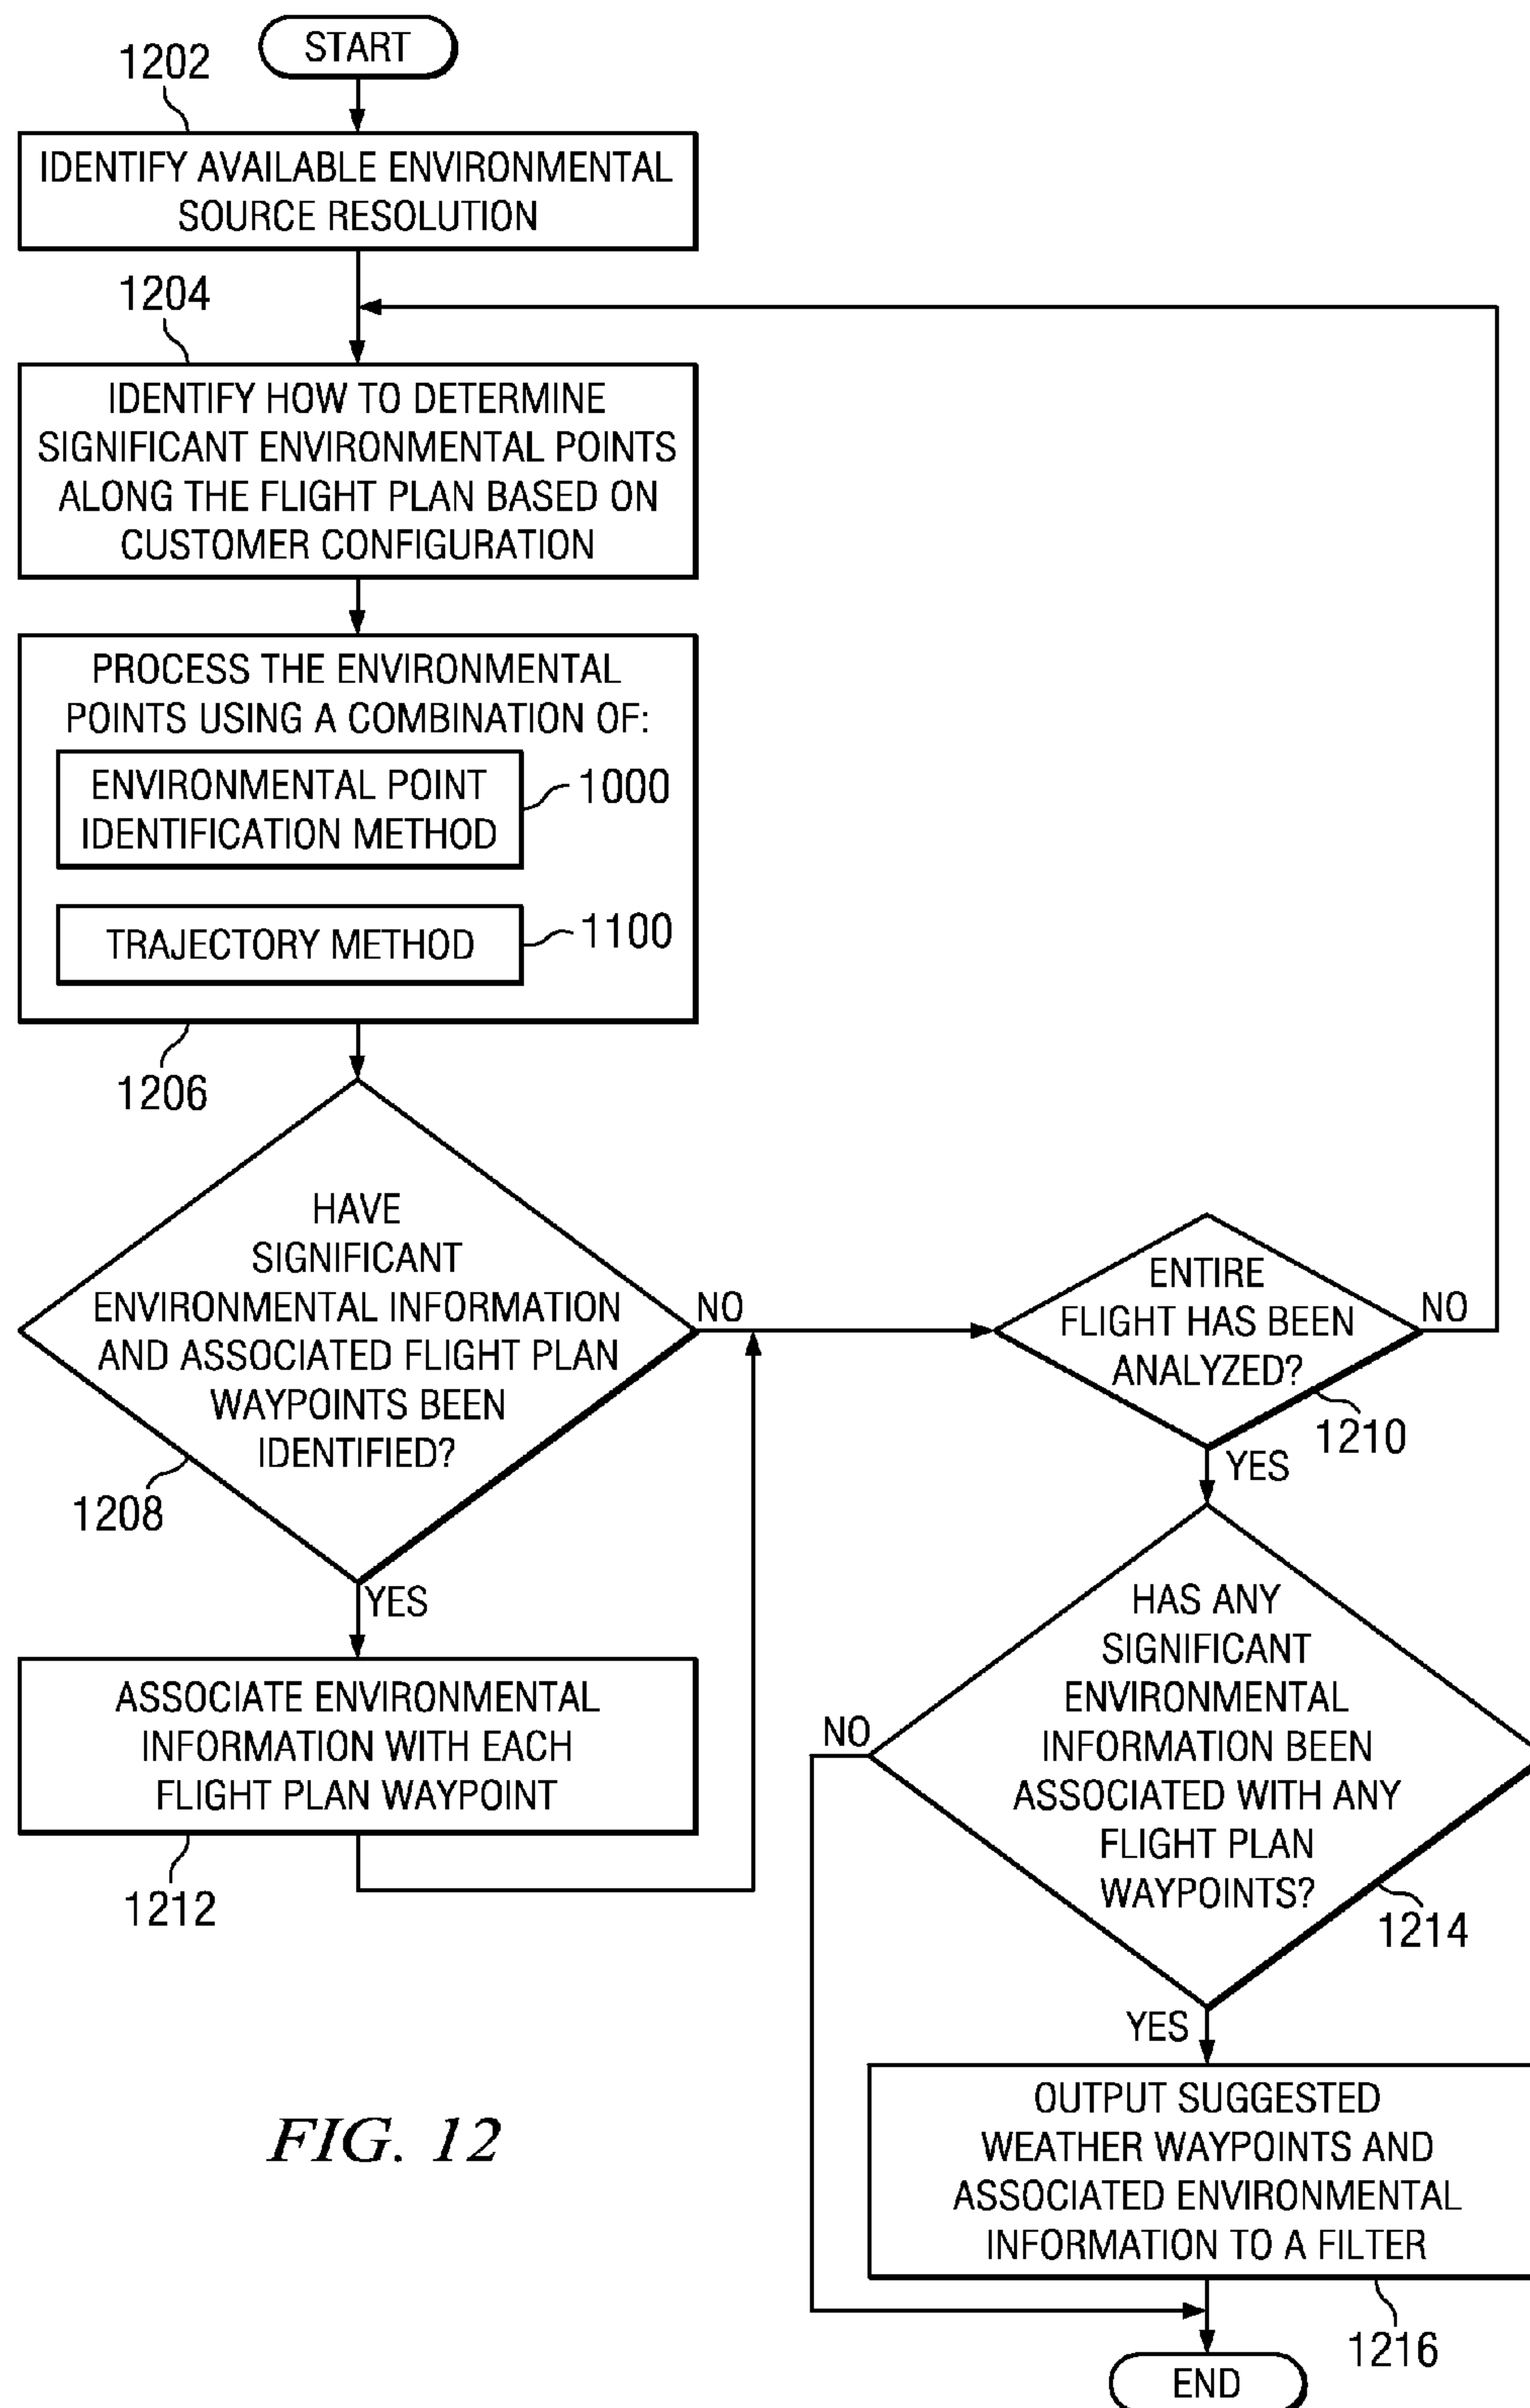 START
1202
IDENTIFY AVAILABLE ENVIRONMENTAL
SOURCE RESOLUTION
1204
IDENTIFY HOW TO DETERMINE
SIGNIFICANT ENVIRONMENTAL POINTS
ALONG THE FLIGHT PLAN BASED ON
CUSTOMER CONFIGURATION
PROCESS THE ENVIRONMENTAL
POINTS USING A COMBINATION OF:
ENVIRONMENTAL POINT
IDENTIFICATION METHOD
1000
TRAJECTORY METHOD
1100
1206
HAVE
SIGNIFICANT
ENVIRONMENTAL INFORMATION
AND ASSOCIATED FLIGHT PLAN
WAYPOINTS BEEN
IDENTIFIED?
NO
1208
YES
ASSOCIATE ENVIRONMENTAL
INFORMATION WITH EACH
FLIGHT PLAN WAYPOINT
1212
ENTIRE
FLIGHT HAS BEEN
ANALYZED?
NO
1210
YES
HAS ANY
SIGNIFICANT
ENVIRONMENTAL
INFORMATION BEEN
ASSOCIATED WITH ANY
FLIGHT PLAN
WAYPOINTS?
NO
1214
YES
OUTPUT SUGGESTED
WEATHER WAYPOINTS AND
ASSOCIATED ENVIRONMENTAL
INFORMATION TO A FILTER
1216
END
FIG. 12